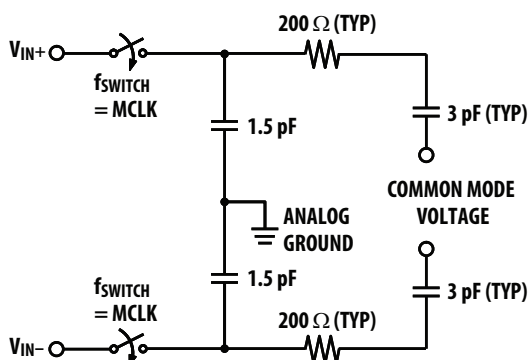 200 Ω (TYP)
VIN+
fSWITCH
= MCLK
3 pF (TYP)
1.5 pF
COMMON MODE
VOLTAGE
ANALOG
GROUND
1.5 pF
fSWITCH
= MCLK
3 pF (TYP)
200 Ω (TYP)
VIN–